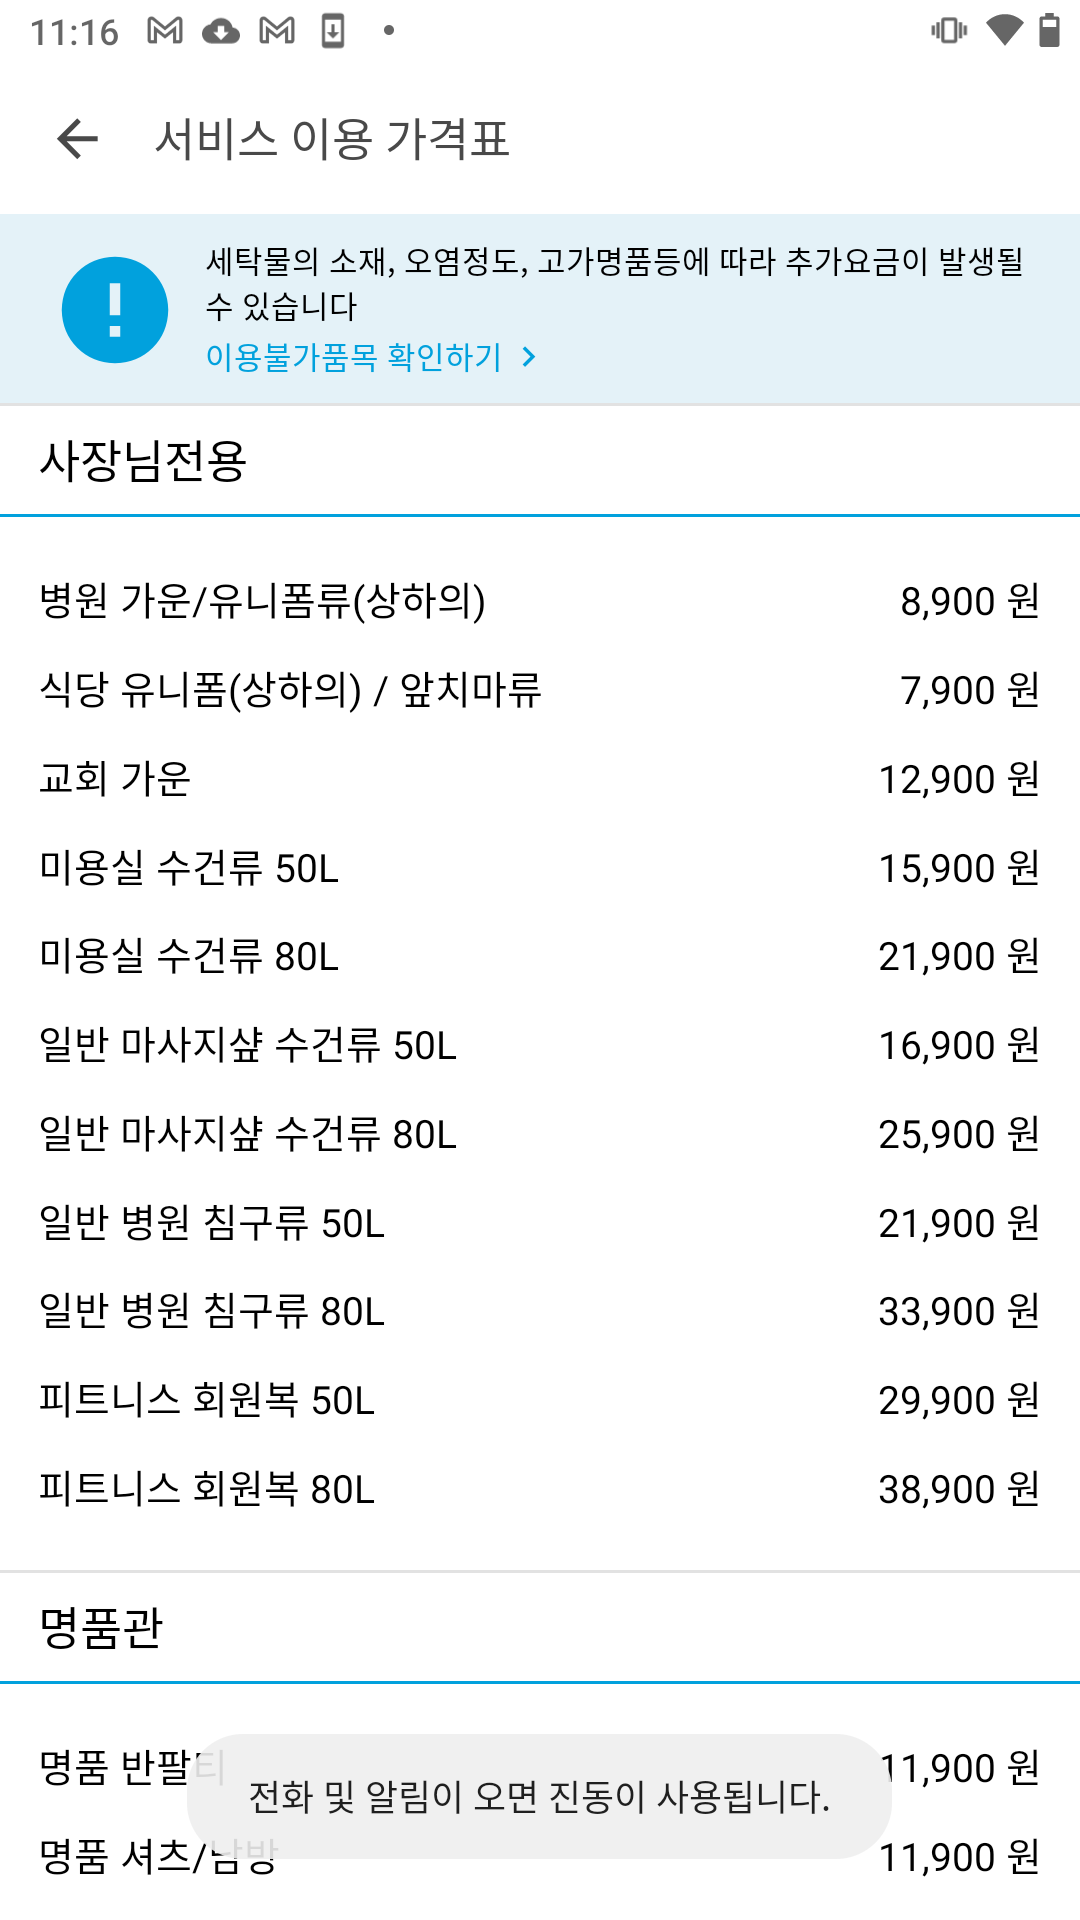 11:16
서비스 이용 가격표
세탁물의 소재, 오염정도, 고가명품등에 따라 추가요금이 발생될
수 있습니다
이용불가품목 확인하기
사장님전용
병원 가운/유니폼류(상하의) 8,900 원
식당 유니폼(상하의) / 앞치마류 7,900 원
교회 가운 12,900 원
미용실 수건류 50L 15,900 원
미용실 수건류 80L 21,900 원
일반 마사지샾 수건류 50L 16,900 원
일반 마사지샾 수건류 80L 25,900 원
일반 병원 침구류 50L 21,900 원
일반 병원 침구류 80L 33,900 원
피트니스 회원복 50L 29,900 원
피트니스 회원복 80L 38,900 원
명품관
명품 반팔티 11,900 원
전화 및 알림이 오면 진동이 사용됩니다.
명품 셔츠/남방 11,900 원